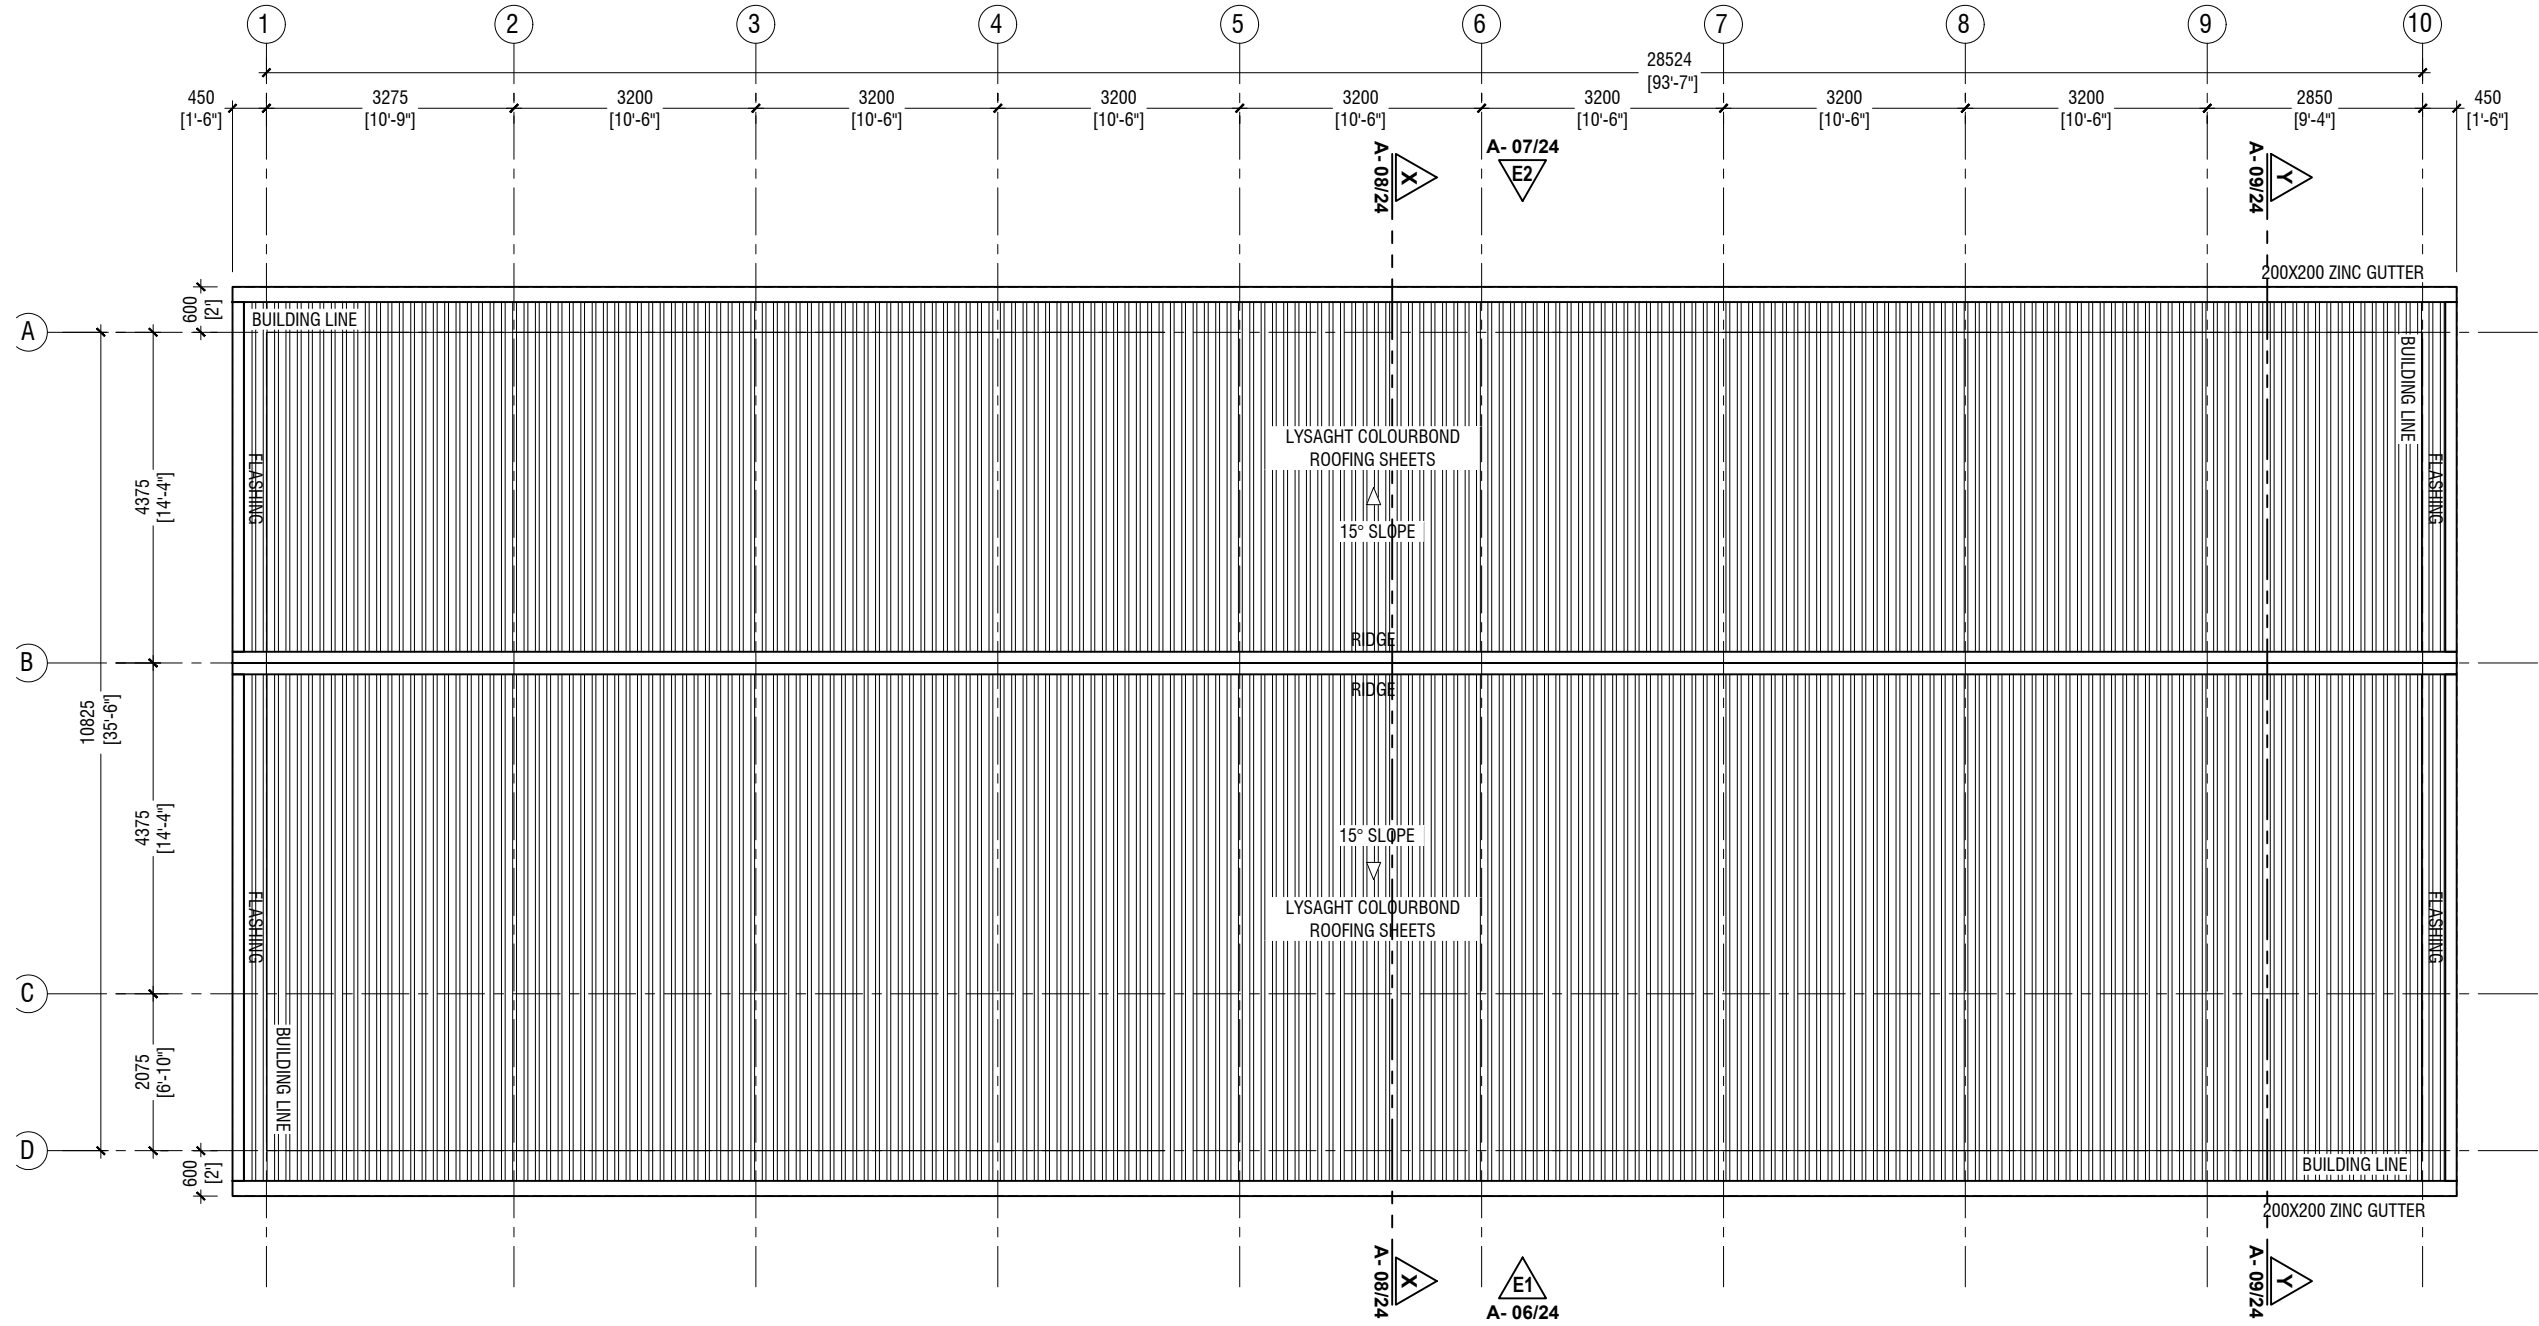 1
2
3
4
5
6
7
8
9
10
28524
[93'-7"]
450
[1'-6"]
3275
[10'-9"]
3200
[10'-6"]
3200
[10'-6"]
3200
[10'-6"]
3200
[10'-6"]
3200
[10'-6"]
3200
[10'-6"]
3200
[10'-6"]
2850
[9'-4"]
450
[1'-6"]
A- 08/24
X
A- 07/24
E2
A- 09/24
Y
200X200 ZINC GUTTER
600
[2']
BUILDING LINE
A
BUILDING LINE
LYSAGHT COLOURBOND
ROOFING SHEETS
15° SLOPE
FLASHING
FLASHING
4375
[14'-4"]
RIDGE
B
RIDGE
10825
[35'-6"]
4375
[14'-4"]
15° SLOPE
LYSAGHT COLOURBOND
ROOFING SHEETS
FLASHING
FLASHING
C
2075
[6'-10"]
BUILDING LINE
D
600
[2']
BUILDING LINE
200X200 ZINC GUTTER
A- 08/24
X
E1
A- 06/24
A- 09/24
Y